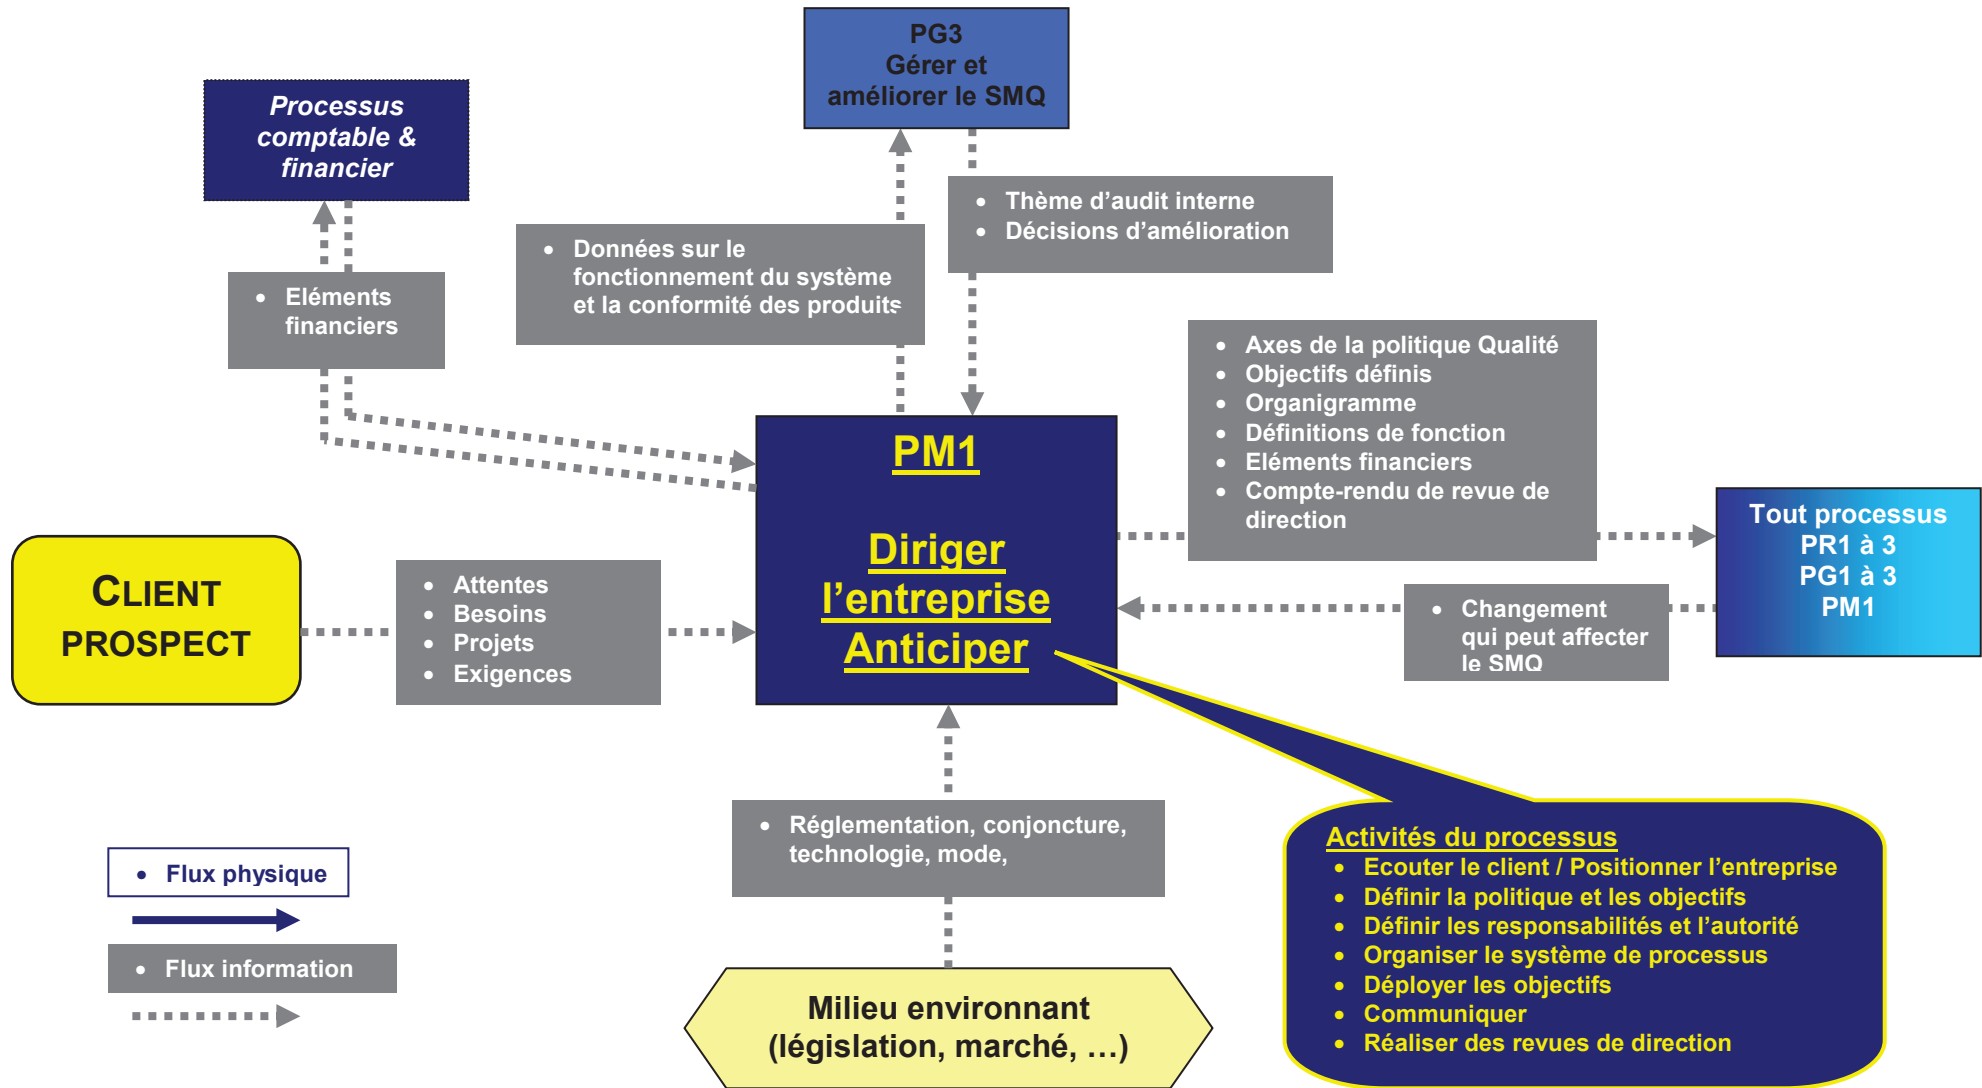 PG3
Gérer et
améliorer le SMQ
Processus
comptable &
financier
• Thème d’audit interne
• Décisions d’amélioration
• Données sur le
fonctionnement du système
et la conformité des produits
• Eléments
financiers
• Axes de la politique Qualité
• Objectifs définis
• Organigramme
• Définitions de fonction
• Eléments financiers
• Compte-rendu de revue de
direction
PM1
Diriger
l’entreprise
Anticiper
Tout processus
PR1 à 3
PG1 à 3
PM1
CLIENT
PROSPECT
• Attentes
• Besoins
• Projets
• Exigences
• Changement
qui peut affecter
le SMQ
• Réglementation, conjoncture,
technologie, mode,
Activités du processus
• Ecouter le client / Positionner l’entreprise
• Définir la politique et les objectifs
• Définir les responsabilités et l’autorité
• Organiser le système de processus
• Déployer les objectifs
• Communiquer
• Réaliser des revues de direction
• Flux physique
• Flux information
Milieu environnant
(législation, marché, …)